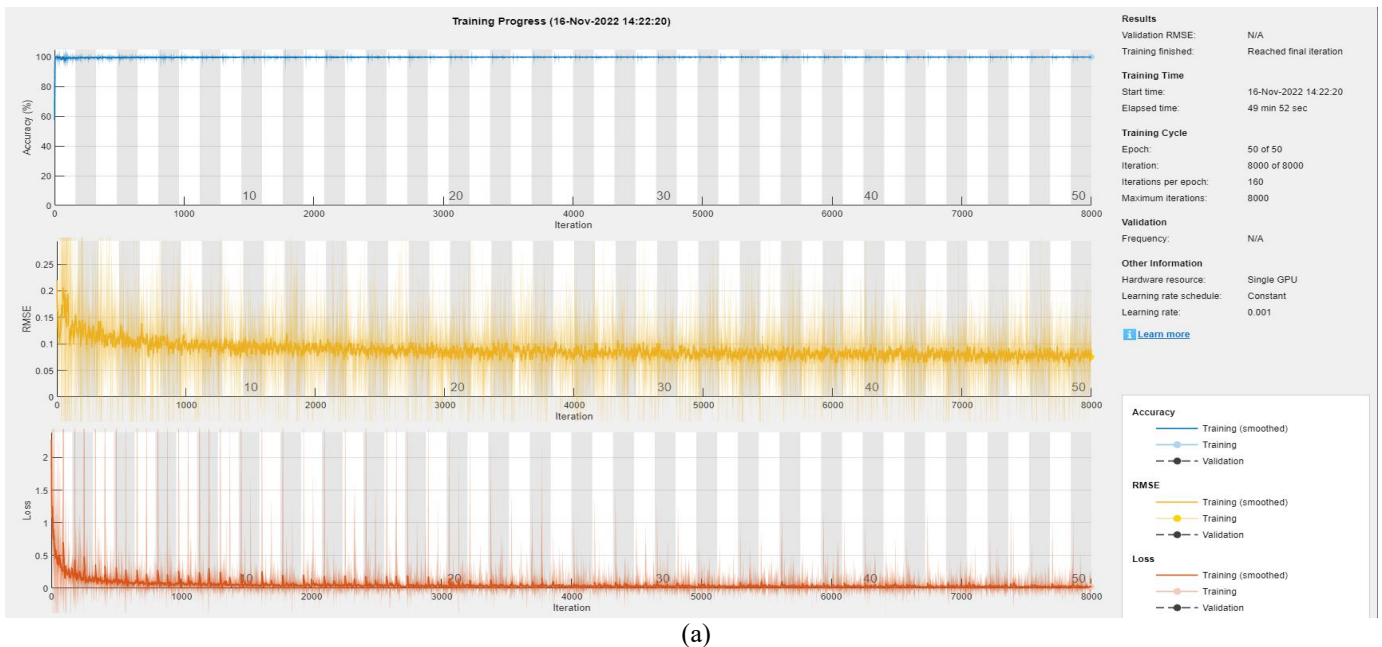 Training Progress (16-Nov-2022 14:22:20)
Accuracy (%)
100
80
60
40
20
0
10
20
30
40
50
0 1000 2000 3000 4000 5000 6000 7000 8000
Iteration
RMSE
0.25
0.2
0.15
0.1
0.05
0
10
20
30
40
50
0 1000 2000 3000 4000 5000 6000 7000 8000
Iteration
Loss
2
1.5
1
0.5
0
10
20
30
40
50
0 1000 2000 3000 4000 5000 6000 7000 8000
Iteration
Results
Validation RMSE: N/A
Training finished: Reached final iteration
Training Time
Start time: 16-Nov-2022 14:22:20
Elapsed time: 49 min 52 sec
Training Cycle
Epoch: 50 of 50
Iteration: 8000 of 8000
Iterations per epoch: 160
Maximum iterations: 8000
Validation
Frequency: N/A
Other Information
Hardware resource: Single GPU
Learning rate schedule: Constant
Learning rate: 0.001
i Learn more
Accuracy
Training (smoothed)
Training
Validation
RMSE
Training (smoothed)
Training
Validation
Loss
Training (smoothed)
Training
Validation
(a)